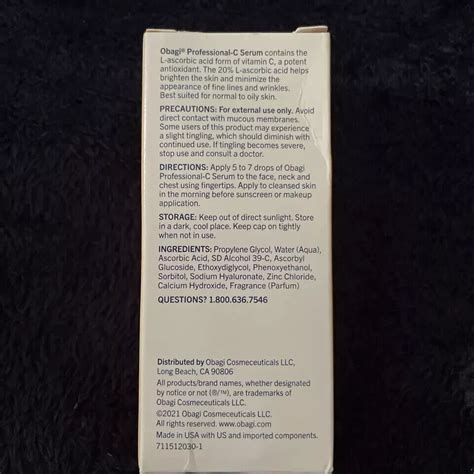 Obagi® Professional-C Serum contains the
L-ascorbic acid form of vitamin C, a potent
antioxidant. The 20% L-ascorbic acid helps
brighten the skin and minimize the
appearance of fine lines and wrinkles.
Best suited for normal to oily skin.
PRECAUTIONS: For external use only. Avoid
direct contact with mucous membranes.
Some users of this product may experience
a slight tingling, which should diminish with
continued use. If tingling becomes severe,
stop use and consult a doctor.
DIRECTIONS: Apply 5 to 7 drops of Obagi
Professional-C Serum to the face, neck and
chest using fingertips. Apply to cleansed skin
in the morning before sunscreen or makeup
application.
STORAGE: Keep out of direct sunlight. Store
in a dark, cool place. Keep cap on tightly
when not in use.
INGREDIENTS: Propylene Glycol, Water (Aqua),
Ascorbic Acid, SD Alcohol 39-C, Ascorbyl
Glucoside, Ethoxydiglycol, Phenoxyethanol,
Sorbitol, Sodium Hyaluronate, Zinc Chloride,
Calcium Hydroxide, Fragrance (Parfum)
QUESTIONS? 1.800.636.7546
Distributed by Obagi Cosmeceuticals LLC,
Long Beach, CA 90806
All products/brand names, whether designated
by notice or not (®/™), are trademarks of
Obagi Cosmeceuticals LLC.
©2021 Obagi Cosmeceuticals LLC.
All rights reserved. www.obagi.com
Made in USA with US and imported components.
711512030-1